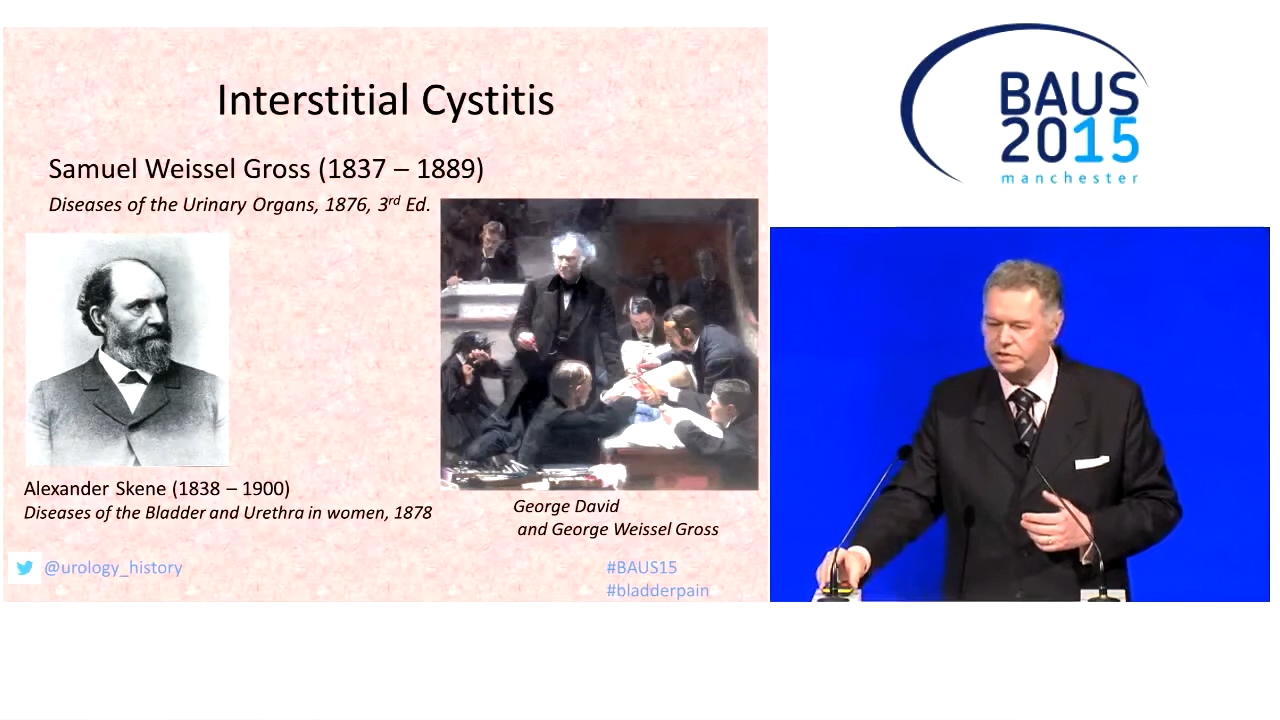 Interstitial Cystitis
Samuel Weissel Gross (1837 – 1889)
Diseases of the Urinary Organs, 1876, 3rd Ed.
Alexander Skene (1838 – 1900)
Diseases of the Bladder and Urethra in women, 1878
George David
and George Weissel Gross
@urology_history
#BAUS15
#bladderpain
BAUS
2015
manchester